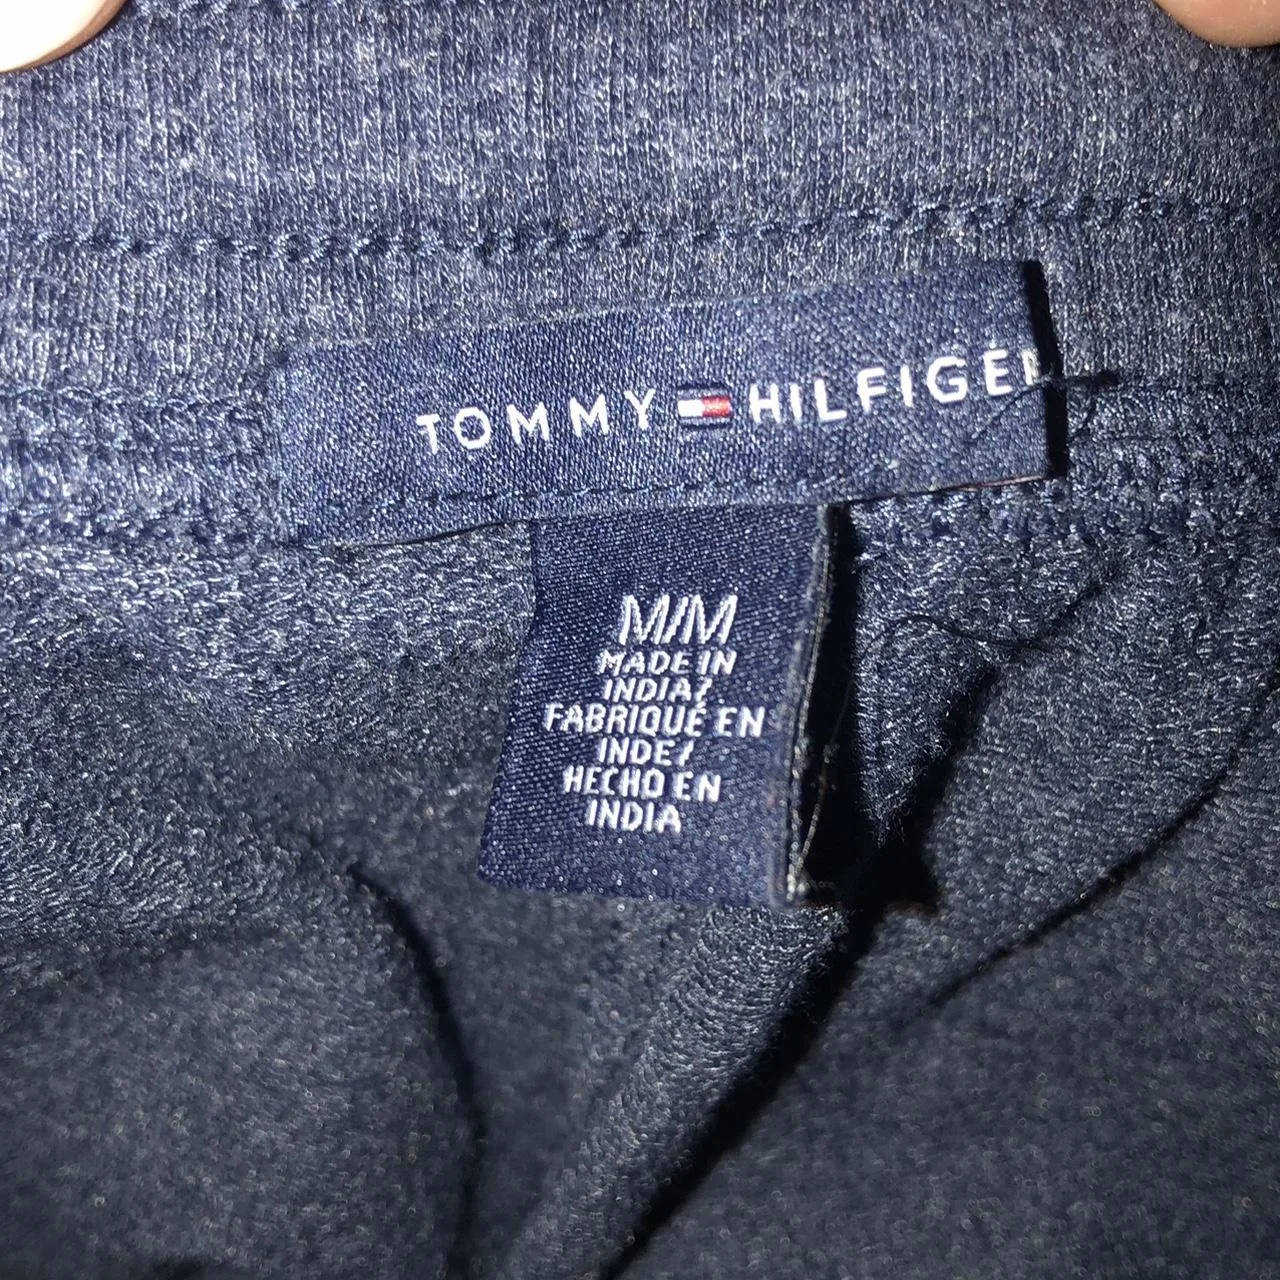 TOMMY HILFIGER
M/M
MADE IN
INDIA/
FABRIQUÉ EN
INDE/
HECHO EN
INDIA